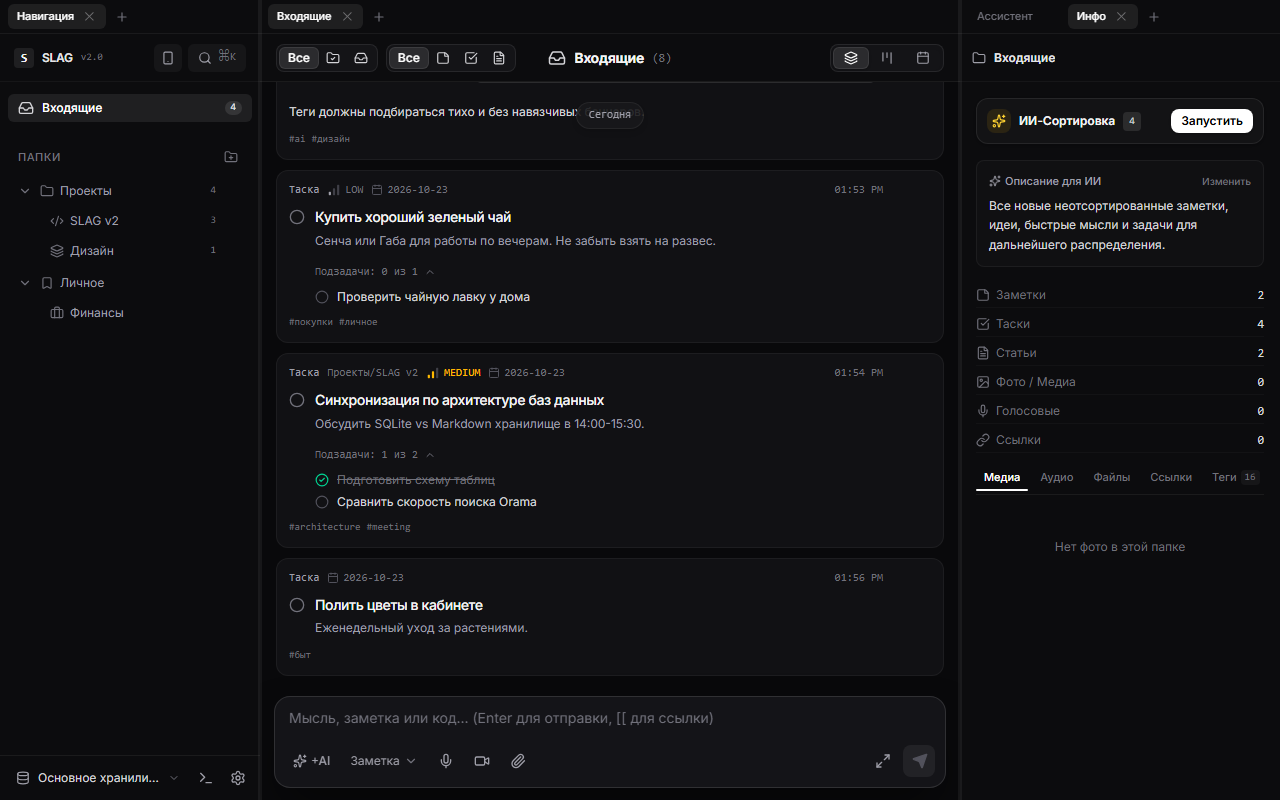 Навигация
SLAG v2.0
⌘K
Входящие 4
ПАПКИ
Проекты 4
SLAG v2 3
Дизайн 1
Личное
Финансы
Основное хранили...
Входящие
Все
Все
Входящие (8)
Теги должны подбираться тихо и без навязчивых
Сегодня
#ai #дизайн
Таска LOW 2026-10-23 01:53 PM
Купить хороший зеленый чай
Сенча или Габа для работы по вечерам. Не забыть взять на развес.
Подзадачи: 0 из 1
Проверить чайную лавку у дома
#покупки #личное
Таска Проекты/SLAG v2 MEDIUM 2026-10-23 01:54 PM
Синхронизация по архитектуре баз данных
Обсудить SQLite vs Markdown хранилище в 14:00-15:30.
Подзадачи: 1 из 2
Подготовить схему таблиц
Сравнить скорость поиска Orama
#architecture #meeting
Таска 2026-10-23 01:56 PM
Полить цветы в кабинете
Еженедельный уход за растениями.
#быт
Мысль, заметка или код... (Enter для отправки, [[ для ссылки)
+AI Заметка
Ассистент Инфо
Входящие
ИИ-Сортировка 4 Запустить
Описание для ИИ Изменить
Все новые неотсортированные заметки,
идеи, быстрые мысли и задачи для
дальнейшего распределения.
Заметки 2
Таски 4
Статьи 2
Фото / Медиа 0
Голосовые 0
Ссылки 0
Медиа Аудио Файлы Ссылки Теги 16
Нет фото в этой папке